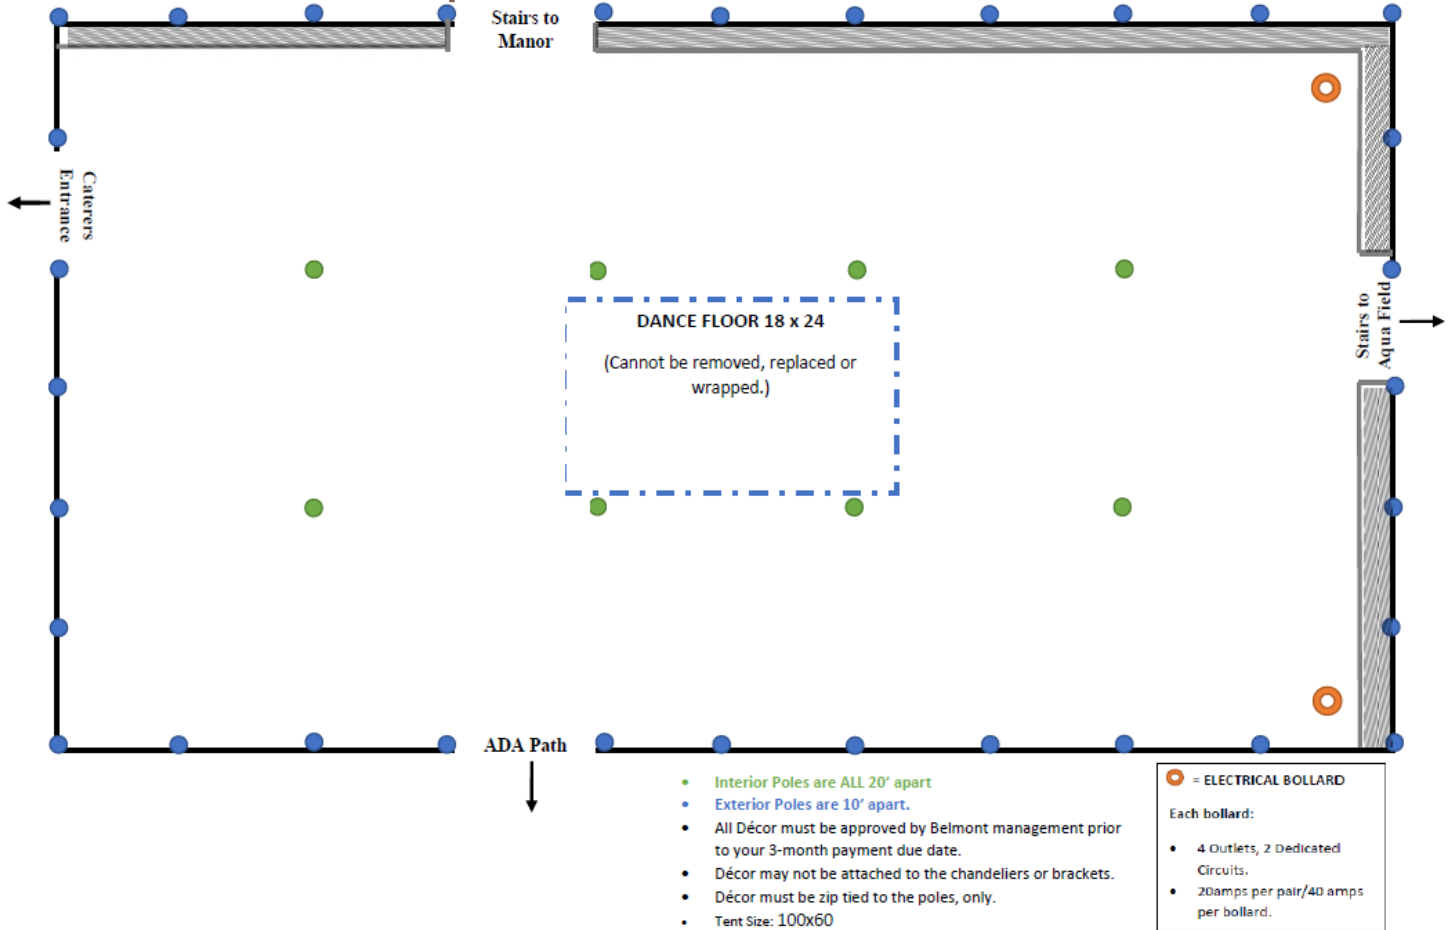 Stairs to
Manor
Caterers
Entrance
DANCE FLOOR 18 x 24
(Cannot be removed, replaced or
wrapped.)
Stairs to
Aqua Field
ADA Path
• Interior Poles are ALL 20' apart
• Exterior Poles are 10' apart.
• All Décor must be approved by Belmont management prior
to your 3-month payment due date.
• Décor may not be attached to the chandeliers or brackets.
• Décor must be zip tied to the poles, only.
• Tent Size: 100x60
= ELECTRICAL BOLLARD
Each bollard:
• 4 Outlets, 2 Dedicated
Circuits.
• 20amps per pair/40 amps
per bollard.